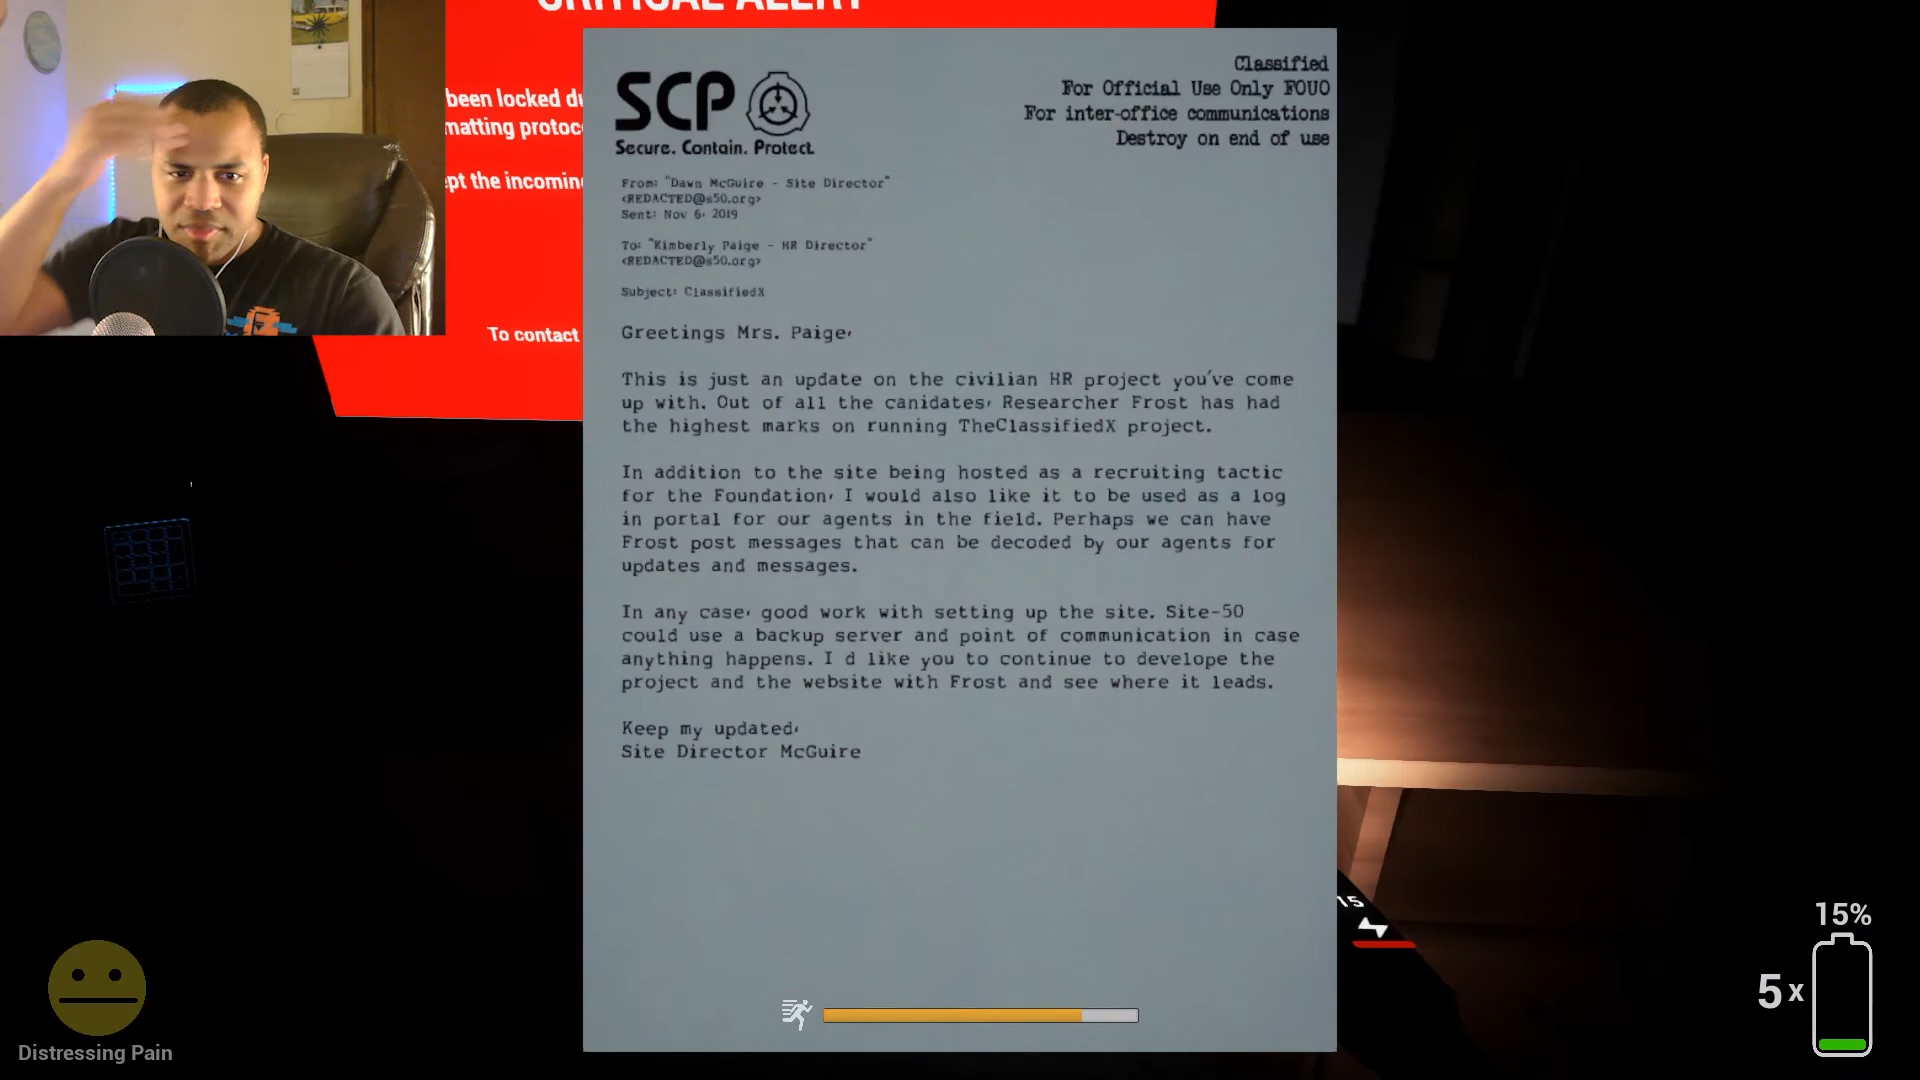 CRITICAL ALERT
been locked du
matting protoc
ept the incoming
To contact
SCP
Secure. Contain. Protect.
Classified
For Official Use Only FOUO
For inter-office communications
Destroy on end of use
From: "Dawn McGuire - Site Director"
<REDACTED@s50.org>
Sent: Nov 6, 2019
To: "Kimberly Paige - HR Director"
<REDACTED@s50.org>
Subject: ClassifiedX
Greetings Mrs. Paige,
This is just an update on the civilian HR project you've come
up with. Out of all the canidates, Researcher Frost has had
the highest marks on running TheClassifiedX project.
In addition to the site being hosted as a recruiting tactic
for the Foundation, I would also like it to be used as a log
in portal for our agents in the field. Perhaps we can have
Frost post messages that can be decoded by our agents for
updates and messages.
In any case, good work with setting up the site. Site-50
could use a backup server and point of communication in case
anything happens. I d like you to continue to develope the
project and the website with Frost and see where it leads.
Keep my updated,
Site Director McGuire
15
15%
5x
Distressing Pain